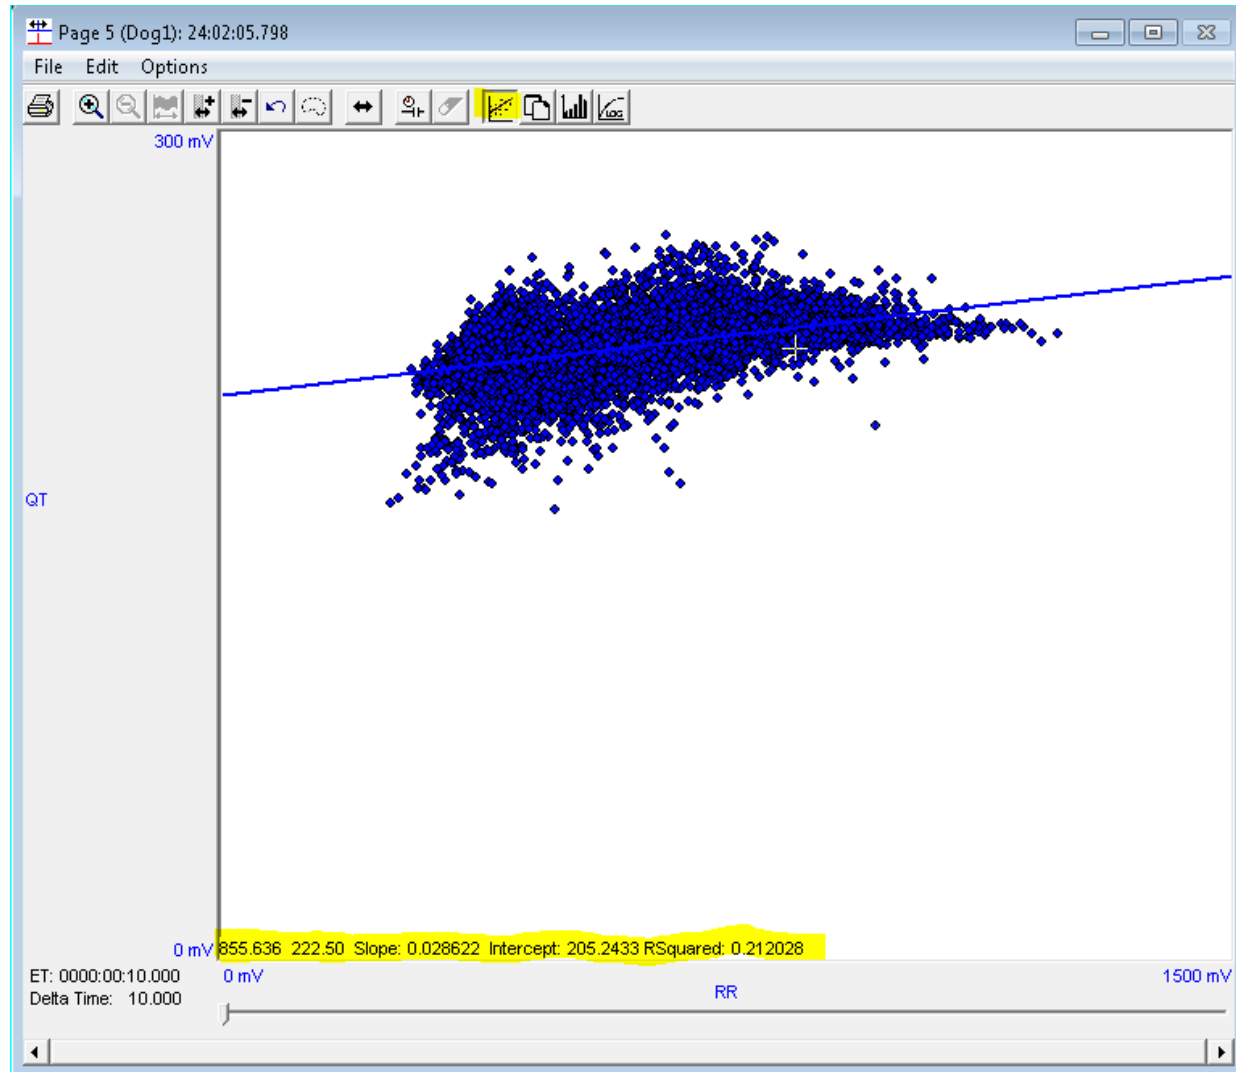 Page 5 (Dog1): 24:02:05.798
File Edit Options
LOG
300 mV
QT
0 mV
855.636 222.50 Slope: 0.028622 Intercept: 205.2433 RSquared: 0.212028
ET: 0000:00:10.000
Delta Time: 10.000
0 mV
RR
1500 mV